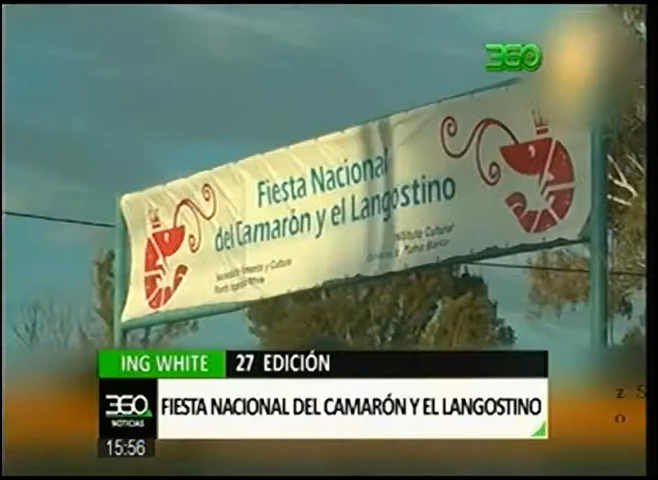 360
Fiesta Nacional
del Camarón y el Langostino
Instituto Cultural
ING WHITE
27 EDICIÓN
360
NOTICIAS
FIESTA NACIONAL DEL CAMARÓN Y EL LANGOSTINO
15:56
z S
o